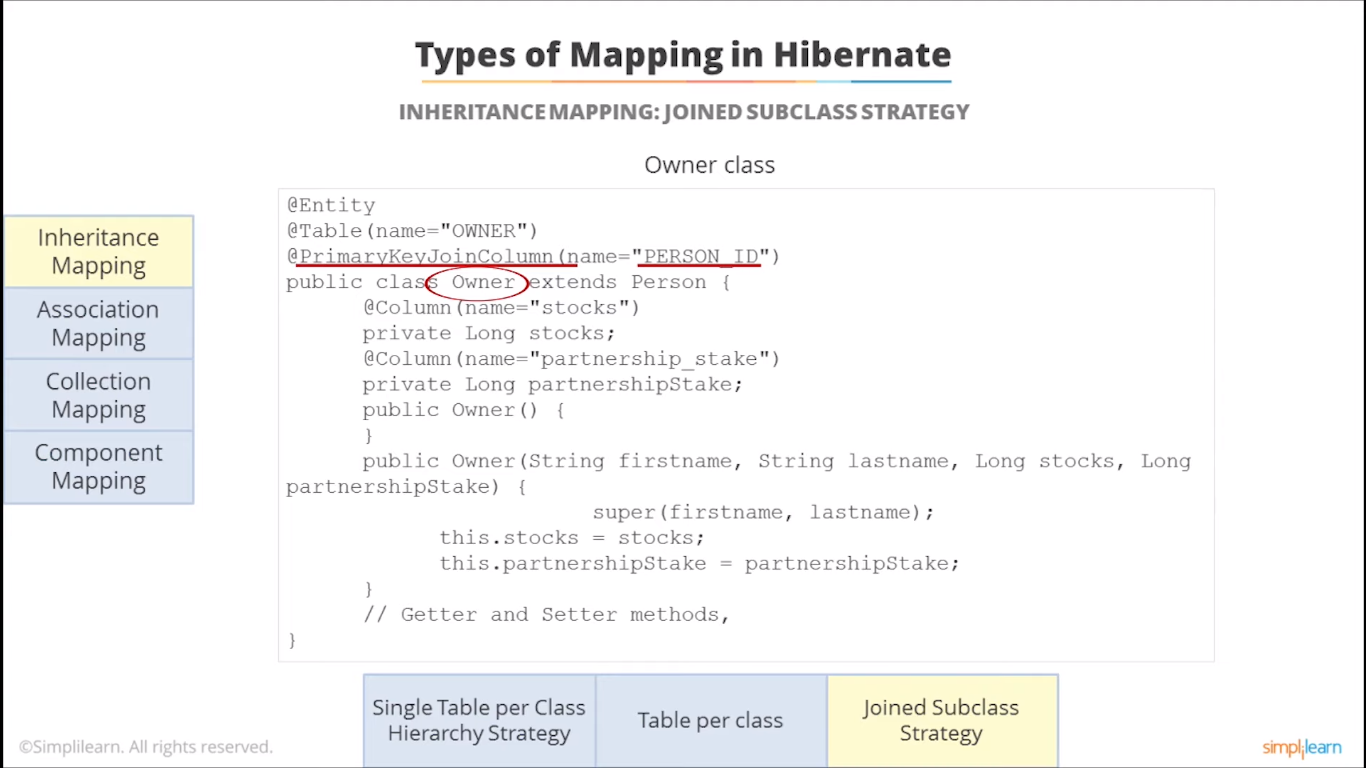 Types of Mapping in Hibernate
INHERITANCE MAPPING: JOINED SUBCLASS STRATEGY
Owner class
Inheritance
Mapping
Association
Mapping
Collection
Mapping
Component
Mapping
@Entity
@Table(name="OWNER")
@PrimaryKeyJoinColumn(name="PERSON_ID")
public class Owner extends Person {
@Column(name="stocks")
private Long stocks;
@Column(name="partnership_stake")
private Long partnershipStake;
public Owner() {
}
public Owner(String firstname, String lastname, Long stocks, Long
partnershipStake) {
super(firstname, lastname);
this.stocks = stocks;
this.partnershipStake = partnershipStake;
}
// Getter and Setter methods,
}
Single Table per Class
Hierarchy Strategy
Table per class
Joined Subclass
Strategy
©Simplilearn. All rights reserved.
simplilearn